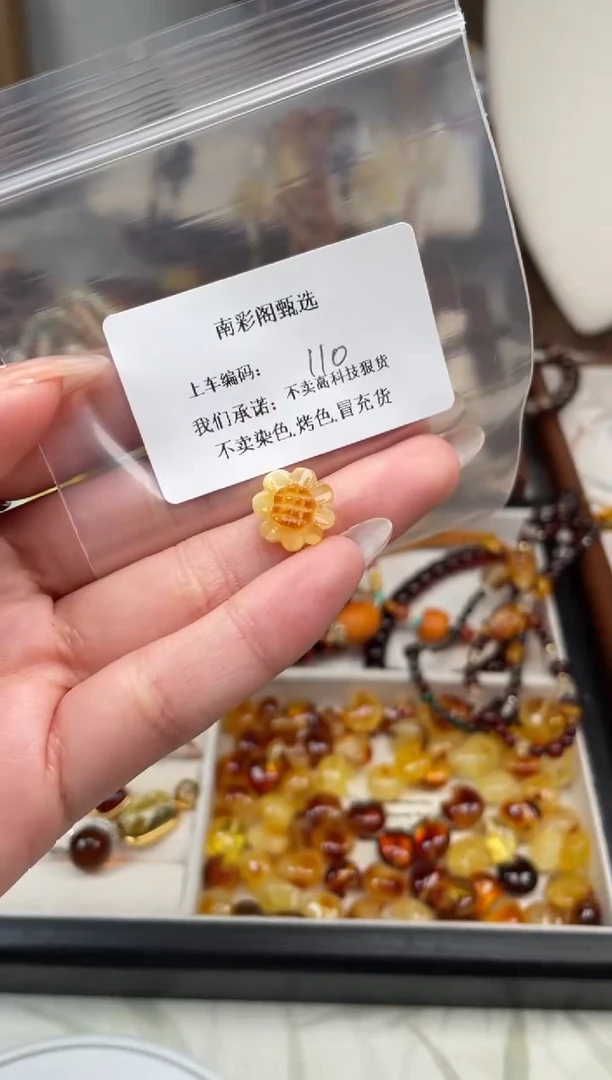 南彩阁甄选
上车编码： 110
我们承诺：不卖高科技狠货
不卖染色,烤色,冒充货